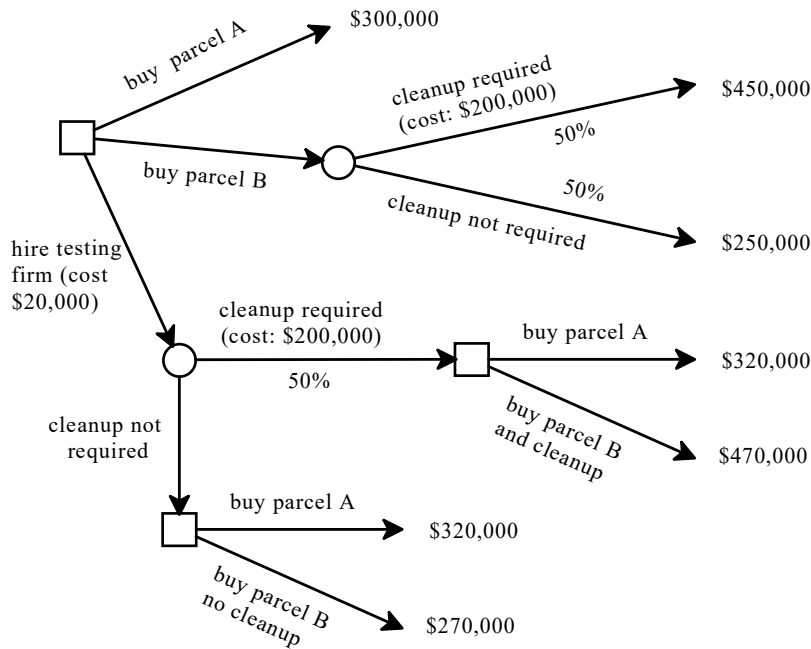 buy parcel A
$300,000
cleanup required
(cost: $200,000)
50%
$450,000
buy parcel B
50%
cleanup not required
$250,000
hire testing
firm (cost
$20,000)
cleanup required
(cost: $200,000)
50%
buy parcel A
$320,000
buy parcel B
and cleanup
$470,000
cleanup not
required
buy parcel A
$320,000
buy parcel B
no cleanup
$270,000